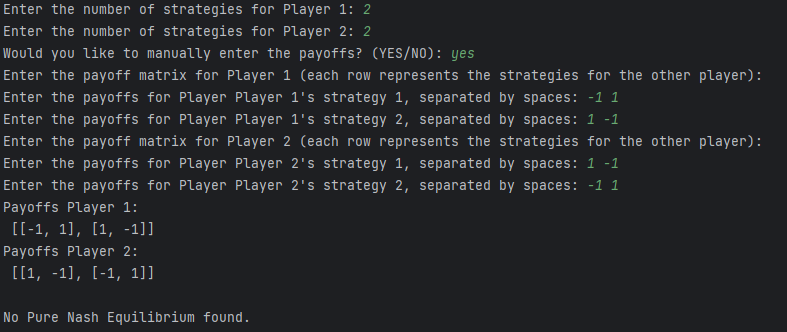 Enter the number of strategies for Player 1: 2
Enter the number of strategies for Player 2: 2
Would you like to manually enter the payoffs? (YES/NO): yes
Enter the payoff matrix for Player 1 (each row represents the strategies for the other player):
Enter the payoffs for Player Player 1's strategy 1, separated by spaces: -1 1
Enter the payoffs for Player Player 1's strategy 2, separated by spaces: 1 -1
Enter the payoff matrix for Player 2 (each row represents the strategies for the other player):
Enter the payoffs for Player Player 2's strategy 1, separated by spaces: 1 -1
Enter the payoffs for Player Player 2's strategy 2, separated by spaces: -1 1
Payoffs Player 1:
[[-1, 1], [1, -1]]
Payoffs Player 2:
[[1, -1], [-1, 1]]
No Pure Nash Equilibrium found.